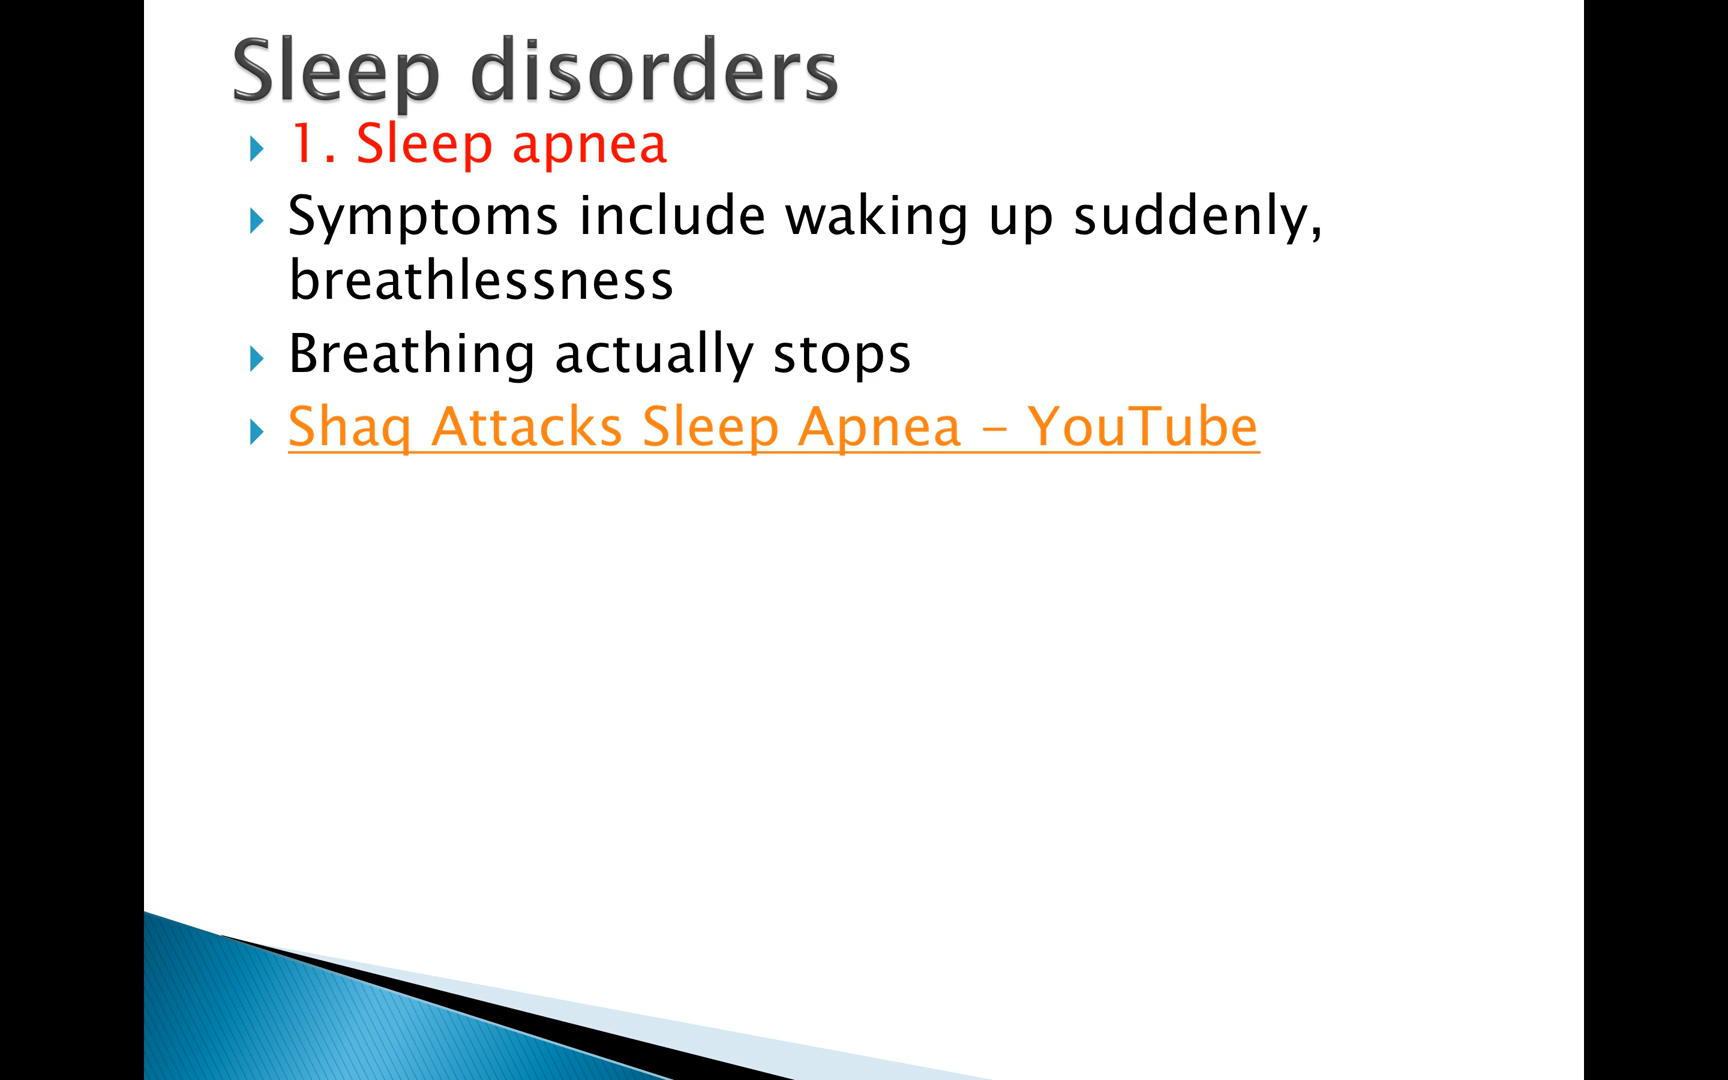 Sleep disorders
1. Sleep apnea
Symptoms include waking up suddenly,
breathlessness
Breathing actually stops
Shaq Attacks Sleep Apnea - YouTube